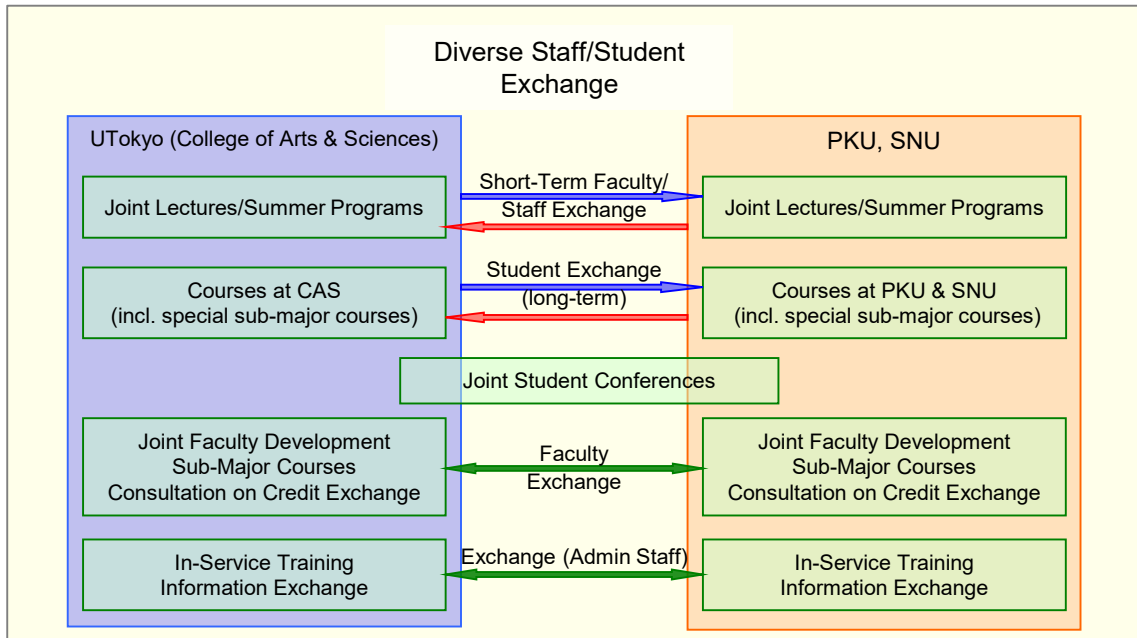 Diverse Staff/Student
Exchange
UTokyo (College of Arts & Sciences)
PKU, SNU
Joint Lectures/Summer Programs
Short-Term Faculty/
Staff Exchange
Joint Lectures/Summer Programs
Courses at CAS
(incl. special sub-major courses)
Student Exchange
(long-term)
Courses at PKU & SNU
(incl. special sub-major courses)
Joint Student Conferences
Joint Faculty Development
Sub-Major Courses
Consultation on Credit Exchange
Faculty
Exchange
Joint Faculty Development
Sub-Major Courses
Consultation on Credit Exchange
In-Service Training
Information Exchange
Exchange (Admin Staff)
In-Service Training
Information Exchange